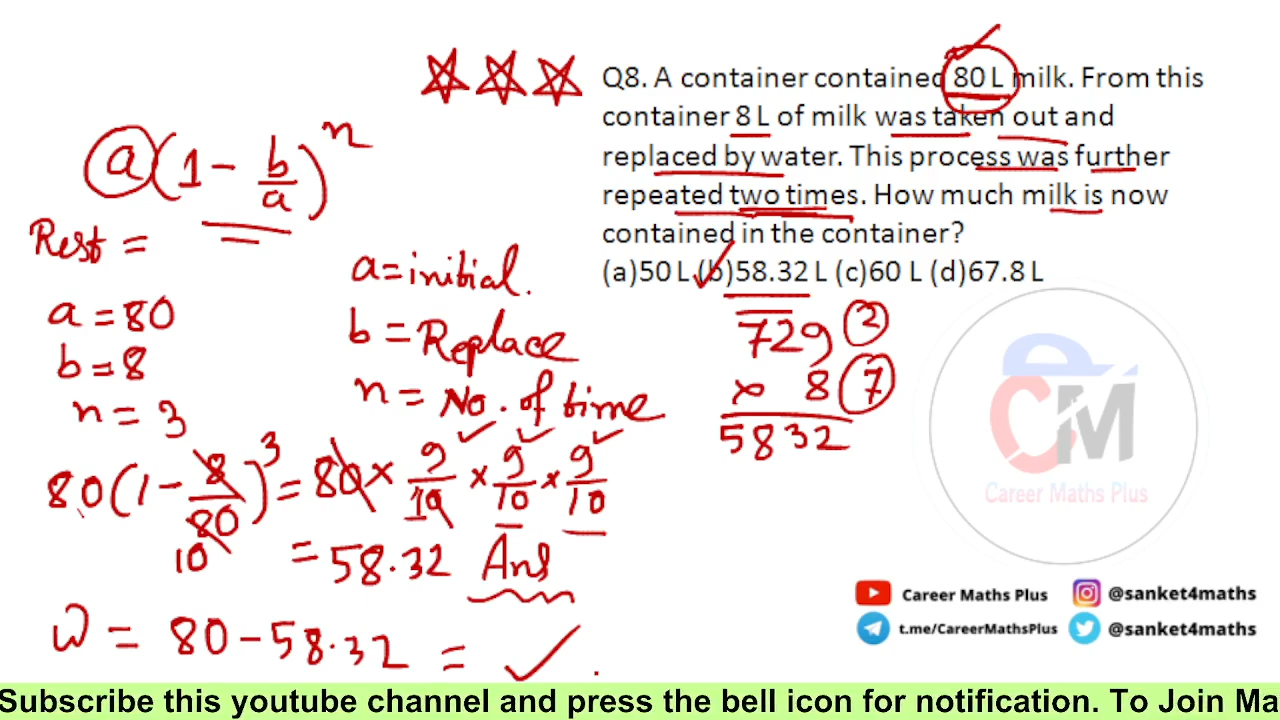 Q8. A container contained 80 L milk. From this
container 8 L of milk was taken out and
replaced by water. This process was further
repeated two times. How much milk is now
contained in the container?
(a)50 L (b)58.32 L (c)60 L (d)67.8 L
a(1 - b/a)^n
Rest =
a = 80
b = 8
n = 3
a = initial.
b = Replace
n = No. of time
80(1 - 8/80)^3 = 80 × 9/10 × 9/10 × 9/10
10
= 58.32 Ans
W = 80 - 58.32 =
729 2
× 8 7
5832
CM
Career Maths Plus
Career Maths Plus @sanket4maths
t.me/CareerMathsPlus @sanket4maths
Subscribe this youtube channel and press the bell icon for notification. To Join Ma